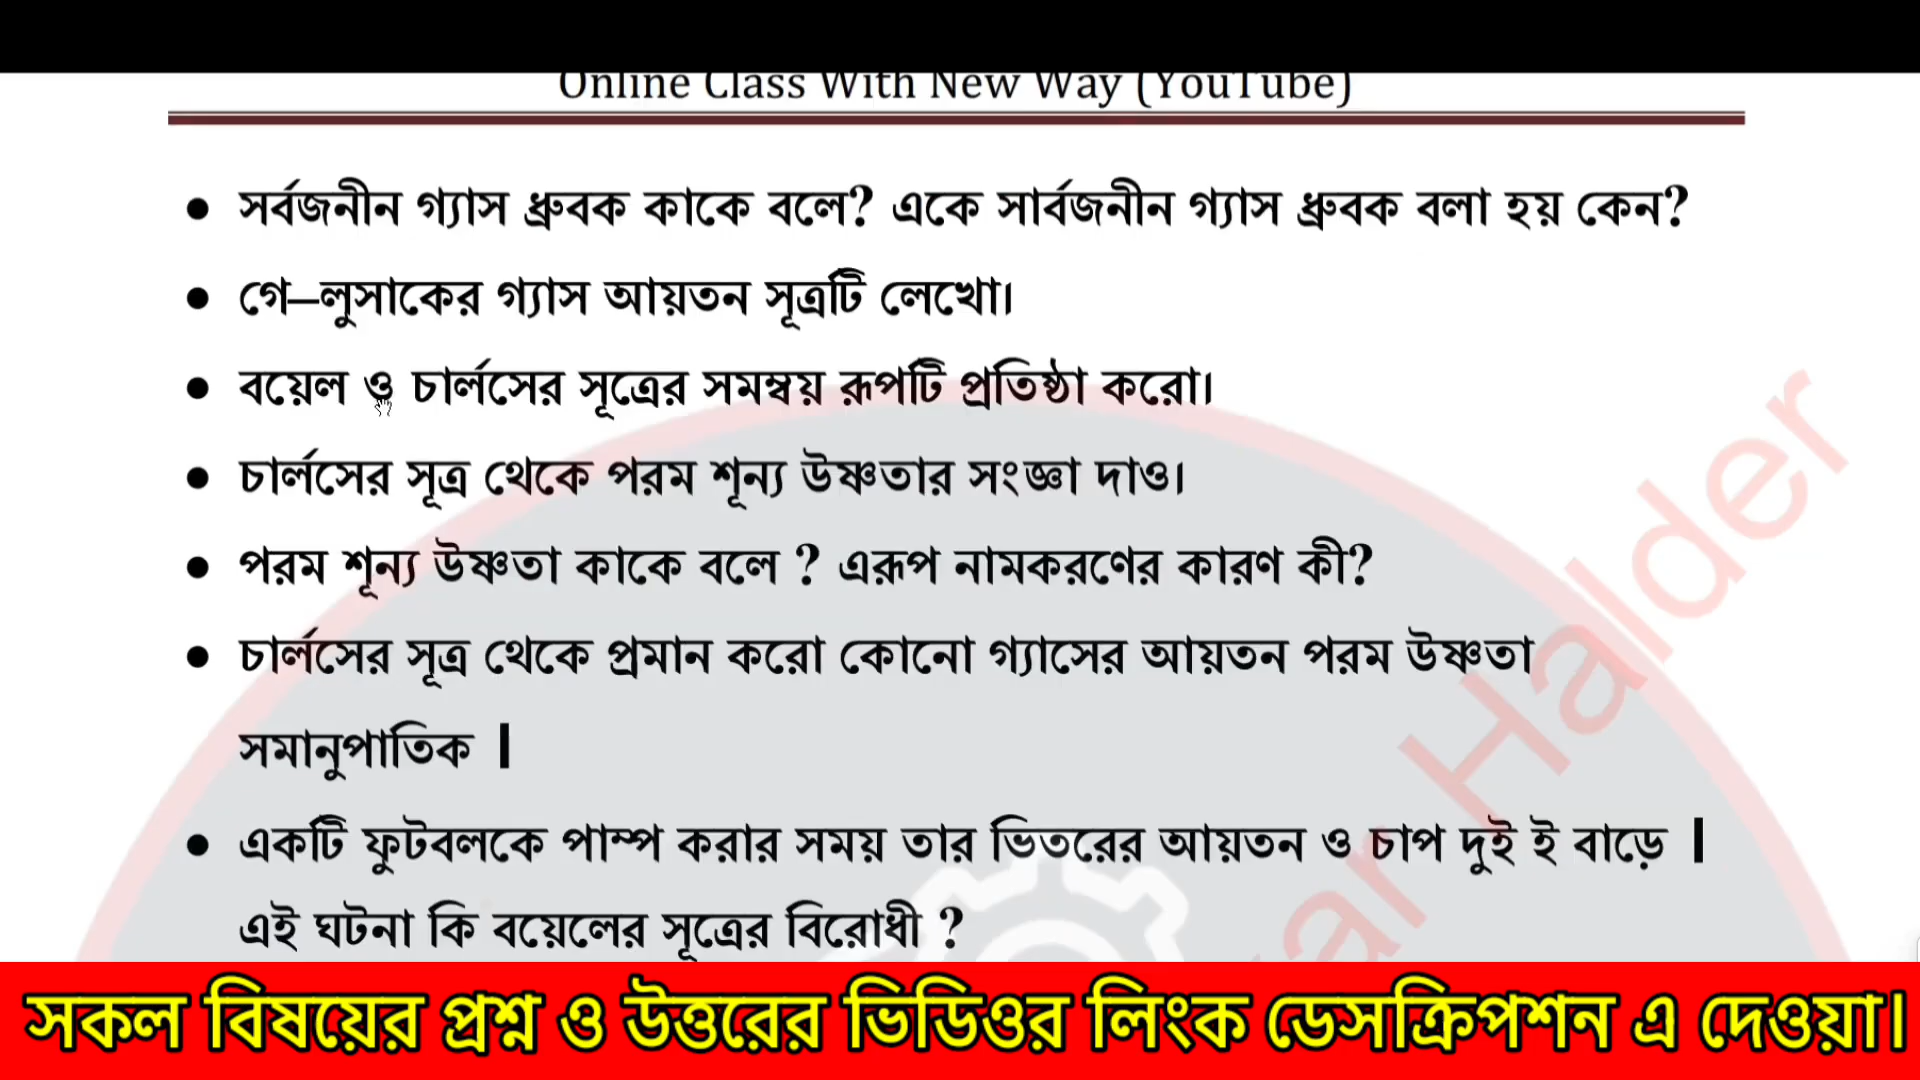 Online Class With New Way (YouTube)
● সর্বজনীন গ্যাস ধ্রুবক কাকে বলে? একে সার্বজনীন গ্যাস ধ্রুবক বলা হয় কেন?
● গে–লুসাকের গ্যাস আয়তন সূত্রটি লেখো।
● বয়েল ও চার্লসের সূত্রের সমন্বয় রূপটি প্রতিষ্ঠা করো।
● চার্লসের সূত্র থেকে পরম শূন্য উষ্ণতার সংজ্ঞা দাও।
● পরম শূন্য উষ্ণতা কাকে বলে ? এরূপ নামকরণের কারণ কী?
● চার্লসের সূত্র থেকে প্রমান করো কোনো গ্যাসের আয়তন পরম উষ্ণতা
সমানুপাতিক ।
● একটি ফুটবলকে পাম্প করার সময় তার ভিতরের আয়তন ও চাপ দুই ই বাড়ে ।
এই ঘটনা কি বয়েলের সূত্রের বিরোধী ?
ar Halder
সকল বিষয়ের প্রশ্ন ও উত্তরের ভিডিওর লিংক ডেসক্রিপশন এ দেওয়া।